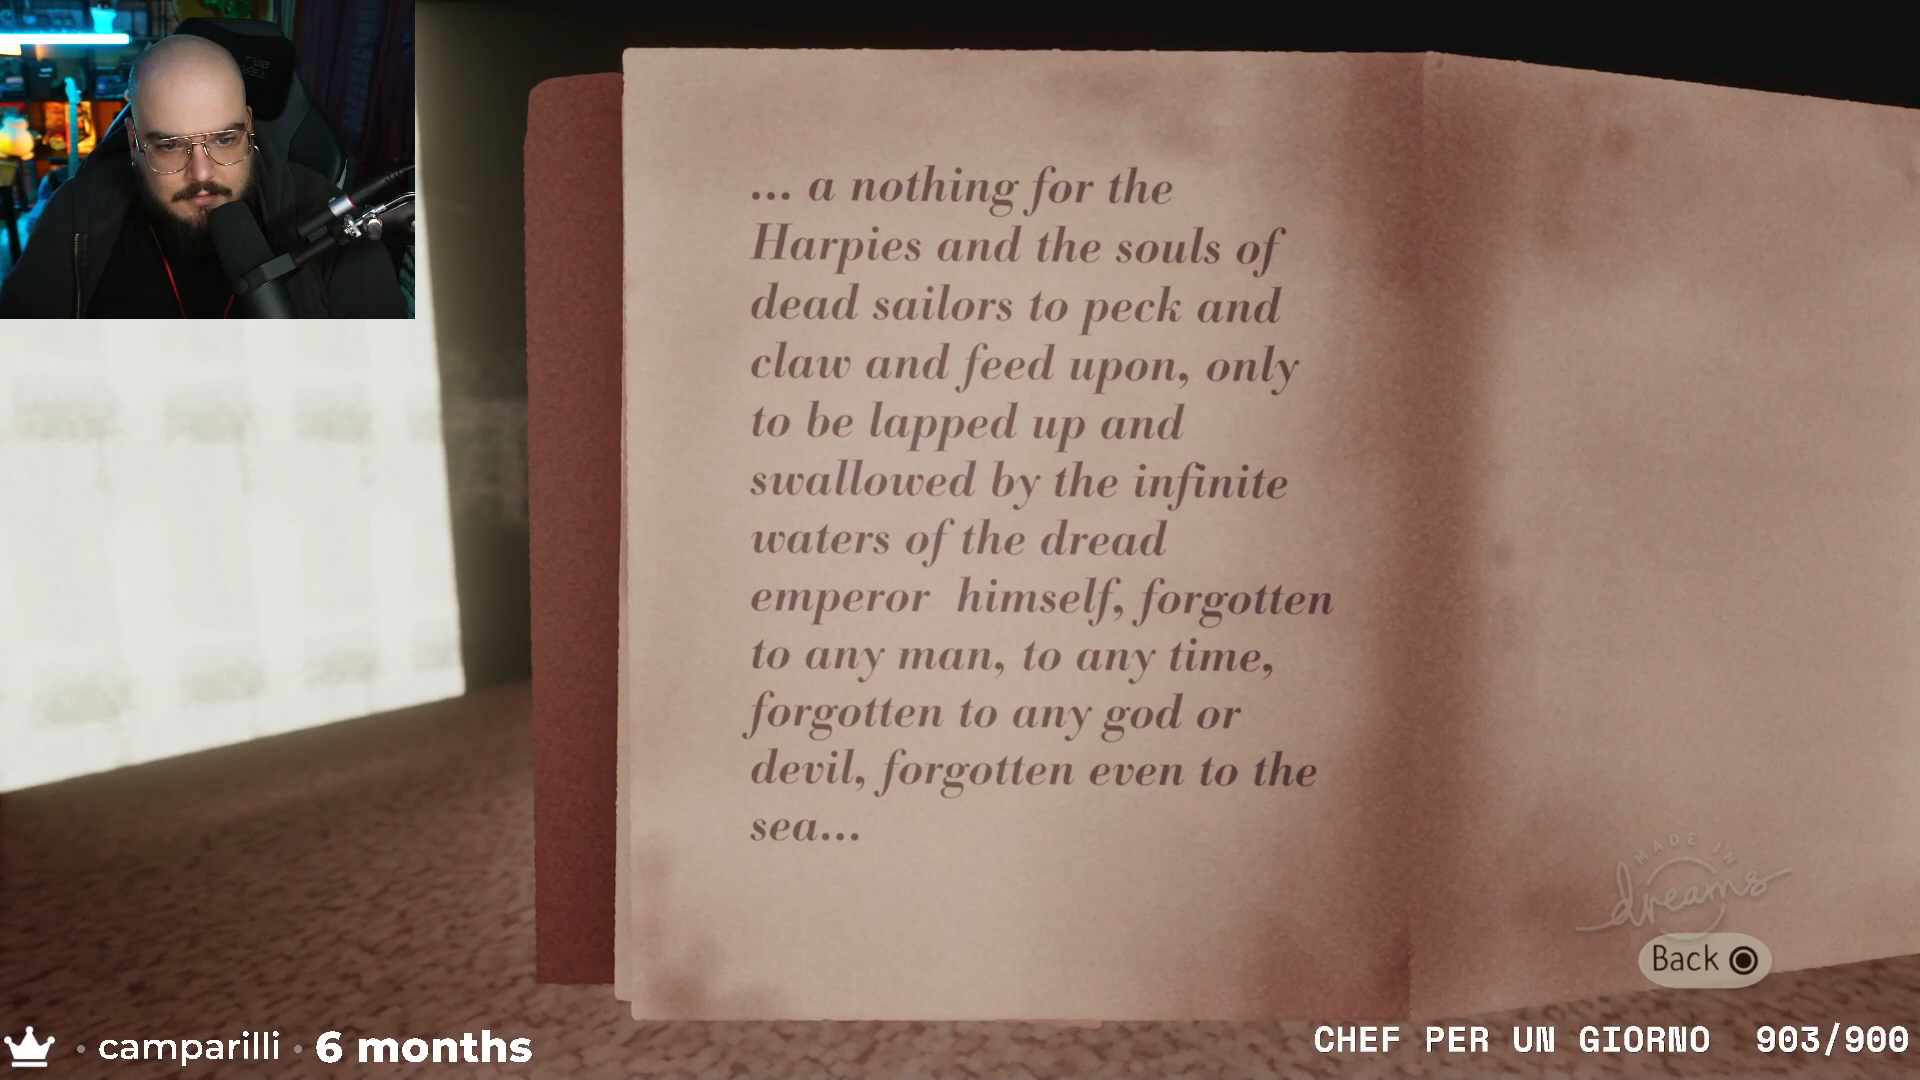 ... a nothing for the
Harpies and the souls of
dead sailors to peck and
claw and feed upon, only
to be lapped up and
swallowed by the infinite
waters of the dread
emperor  himself, forgotten
to any man, to any time,
forgotten to any god or
devil, forgotten even to the
sea...
MADE IN
dreams
Back
• camparilli • 6 months
CHEF PER UN GIORNO 903/900